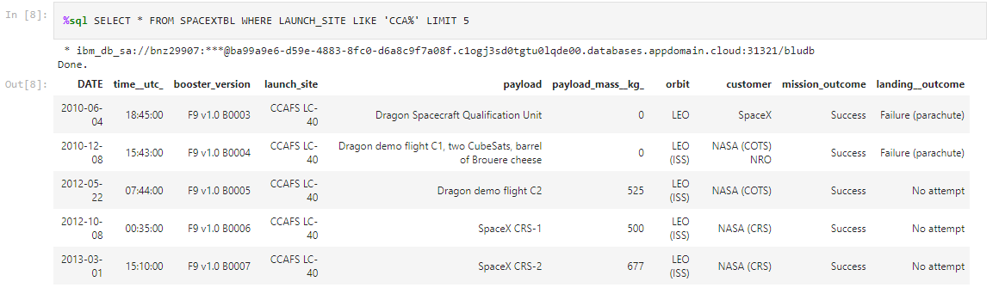 In [8]: %sql SELECT * FROM SPACEXTBL WHERE LAUNCH_SITE LIKE 'CCA%' LIMIT 5
* ibm_db_sa://bnz29907:***@ba99a9e6-d59e-4883-8fc0-d6a8c9f7a08f.c1ogj3sd0tgtu0lqde00.databases.appdomain.cloud:31321/bludb
Done.
Out[8]: DATE time__utc_ booster_version launch_site payload payload_mass__kg_ orbit customer mission_outcome landing__outcome
2010-06-04 18:45:00 F9 v1.0 B0003 CCAFS LC-40 Dragon Spacecraft Qualification Unit 0 LEO SpaceX Success Failure (parachute)
2010-12-08 15:43:00 F9 v1.0 B0004 CCAFS LC-40 Dragon demo flight C1, two CubeSats, barrel of Brouere cheese 0 LEO (ISS) NASA (COTS) NRO Success Failure (parachute)
2012-05-22 07:44:00 F9 v1.0 B0005 CCAFS LC-40 Dragon demo flight C2 525 LEO (ISS) NASA (COTS) Success No attempt
2012-10-08 00:35:00 F9 v1.0 B0006 CCAFS LC-40 SpaceX CRS-1 500 LEO (ISS) NASA (CRS) Success No attempt
2013-03-01 15:10:00 F9 v1.0 B0007 CCAFS LC-40 SpaceX CRS-2 677 LEO (ISS) NASA (CRS) Success No attempt